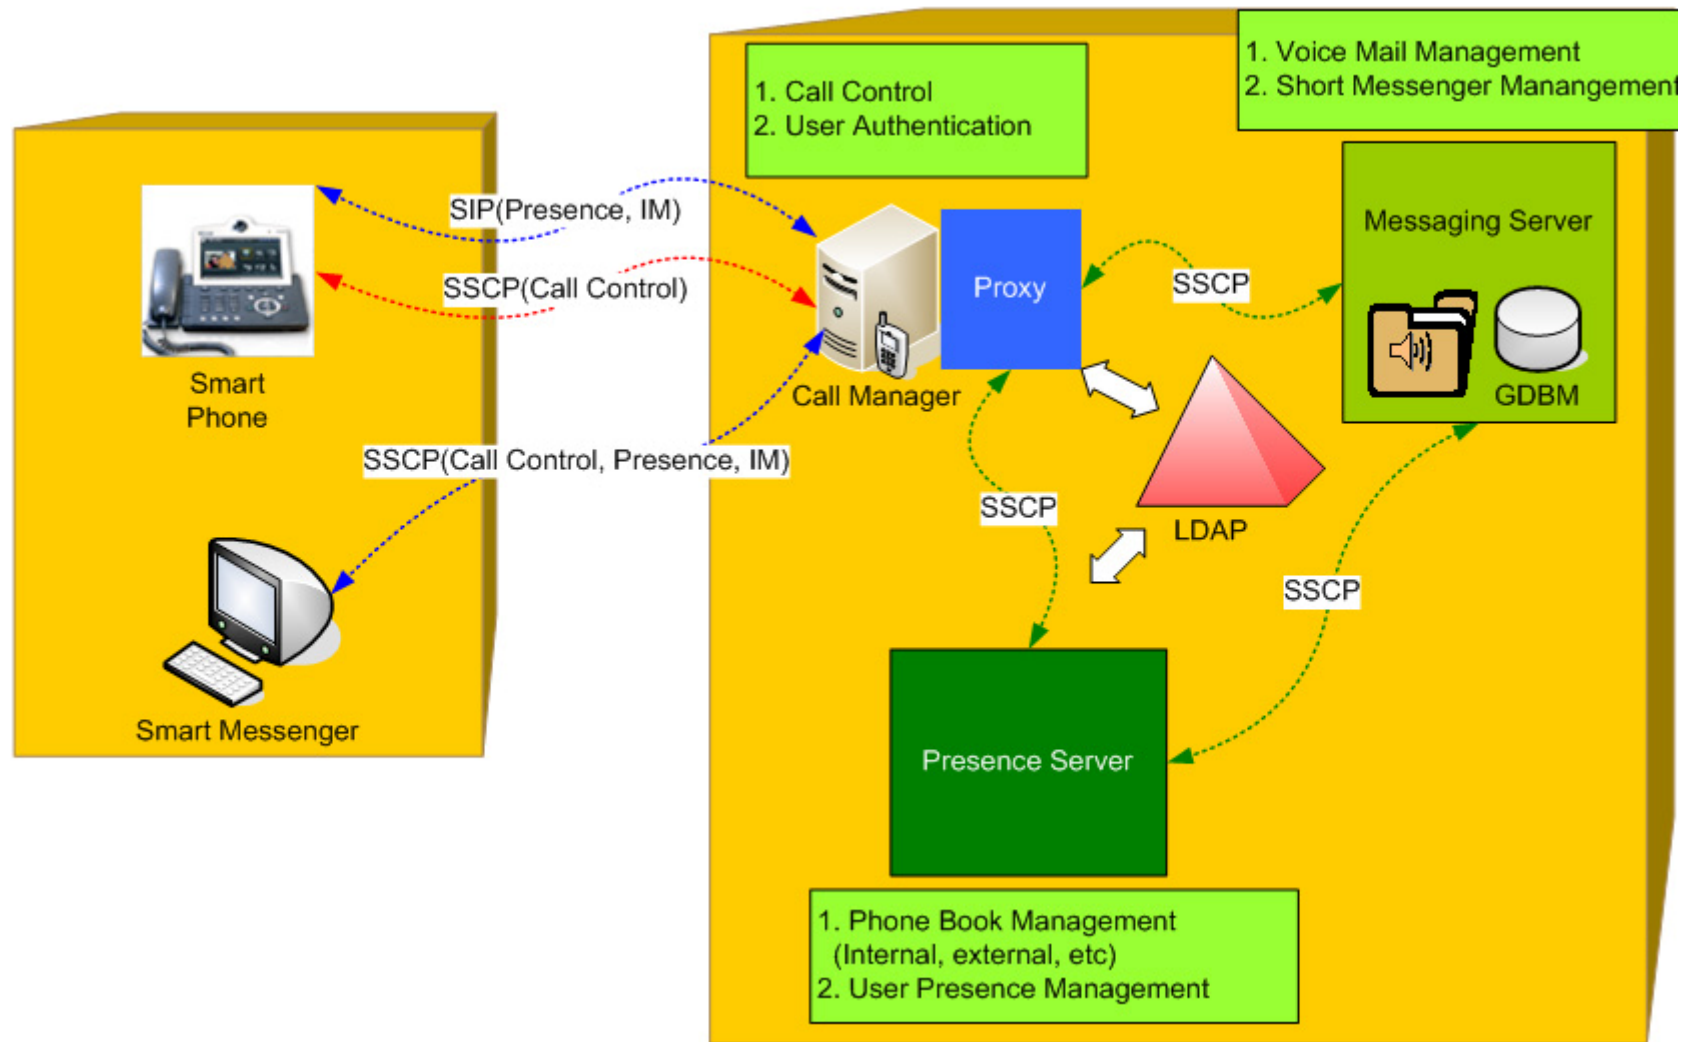 1. Voice Mail Management
2. Short Messenger Manangement
1. Call Control
2. User Authentication
SIP(Presence, IM)
SSCP(Call Control)
Smart
Phone
Call Manager
Proxy
SSCP
Messaging Server
GDBM
SSCP(Call Control, Presence, IM)
SSCP
LDAP
SSCP
Smart Messenger
Presence Server
1. Phone Book Management
(Internal, external, etc)
2. User Presence Management